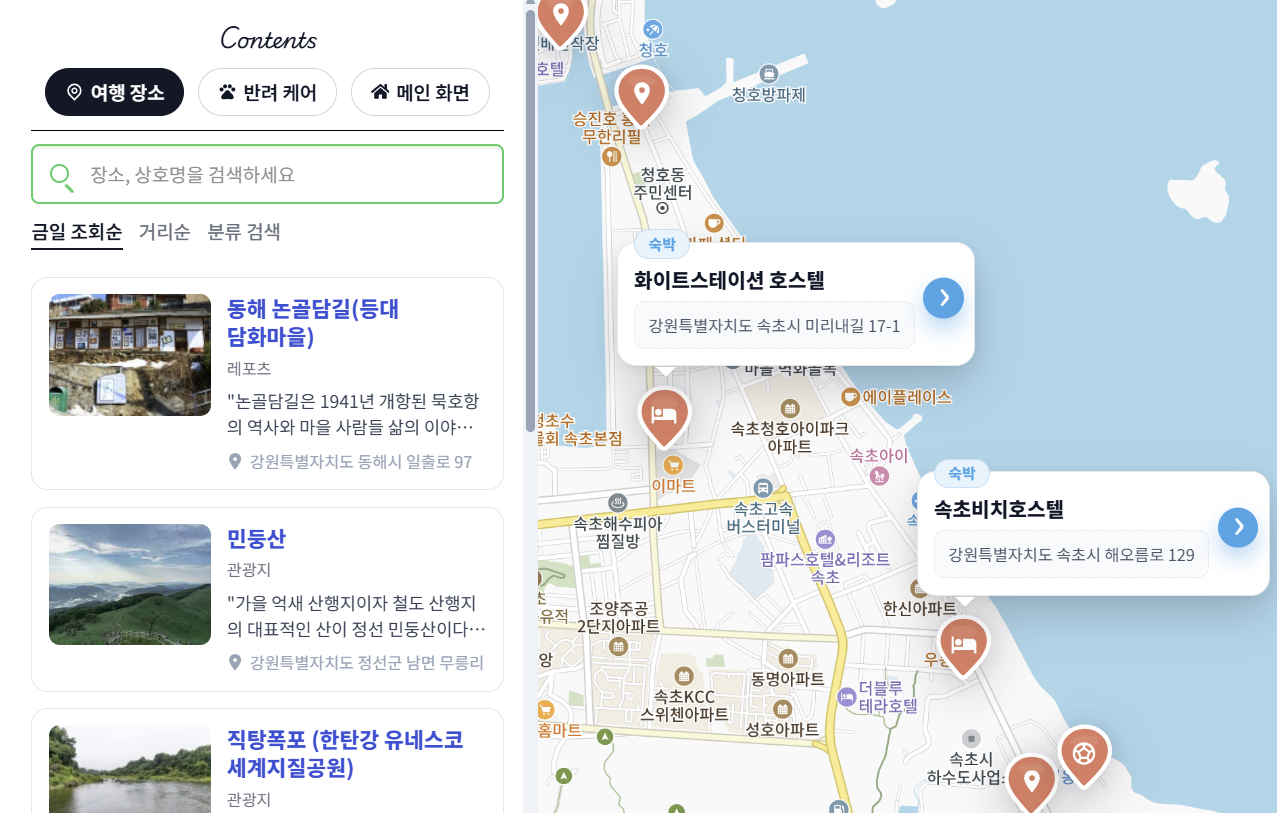 Contents
여행 장소
반려 케어
메인 화면
장소, 상호명을 검색하세요
금일 조회순
거리순
분류 검색
동해 논골담길(등대
담화마을)
레포츠
"논골담길은 1941년 개항된 묵호항
의 역사와 마을 사람들 삶의 이야…
강원특별자치도 동해시 일출로 97
민둥산
관광지
"가을 억새 산행지이자 철도 산행지
의 대표적인 산이 정선 민둥산이다…
강원특별자치도 정선군 남면 무릉리
직탕폭포 (한탄강 유네스코
세계지질공원)
관광지
호텔
청호
청호방파제
승진호
무한리필
청호동
주민센터
숙박
화이트스테이션 호스텔
강원특별자치도 속초시 미리내길 17-1
에이플레이스
속초청호아이파크
아파트
속초본점
속초아이
이마트
속초해수피아
찜질방
속초고속
버스터미널
팜파스호텔&리조트
속초
숙박
속초비치호스텔
강원특별자치도 속초시 해오름로 129
한신아파트
유적
조양주공
2단지아파트
동명아파트
속초KCC
스위첸아파트
더블루
테라호텔
성호아파트
홈마트
속초시
하수도사업